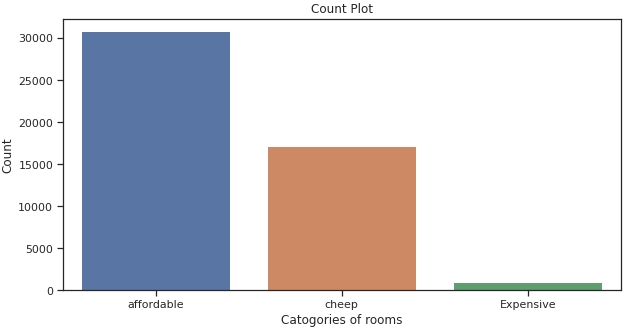 Count Plot
30000
25000
20000
15000
10000
5000
0
Count
affordable cheep Expensive
Catogories of rooms